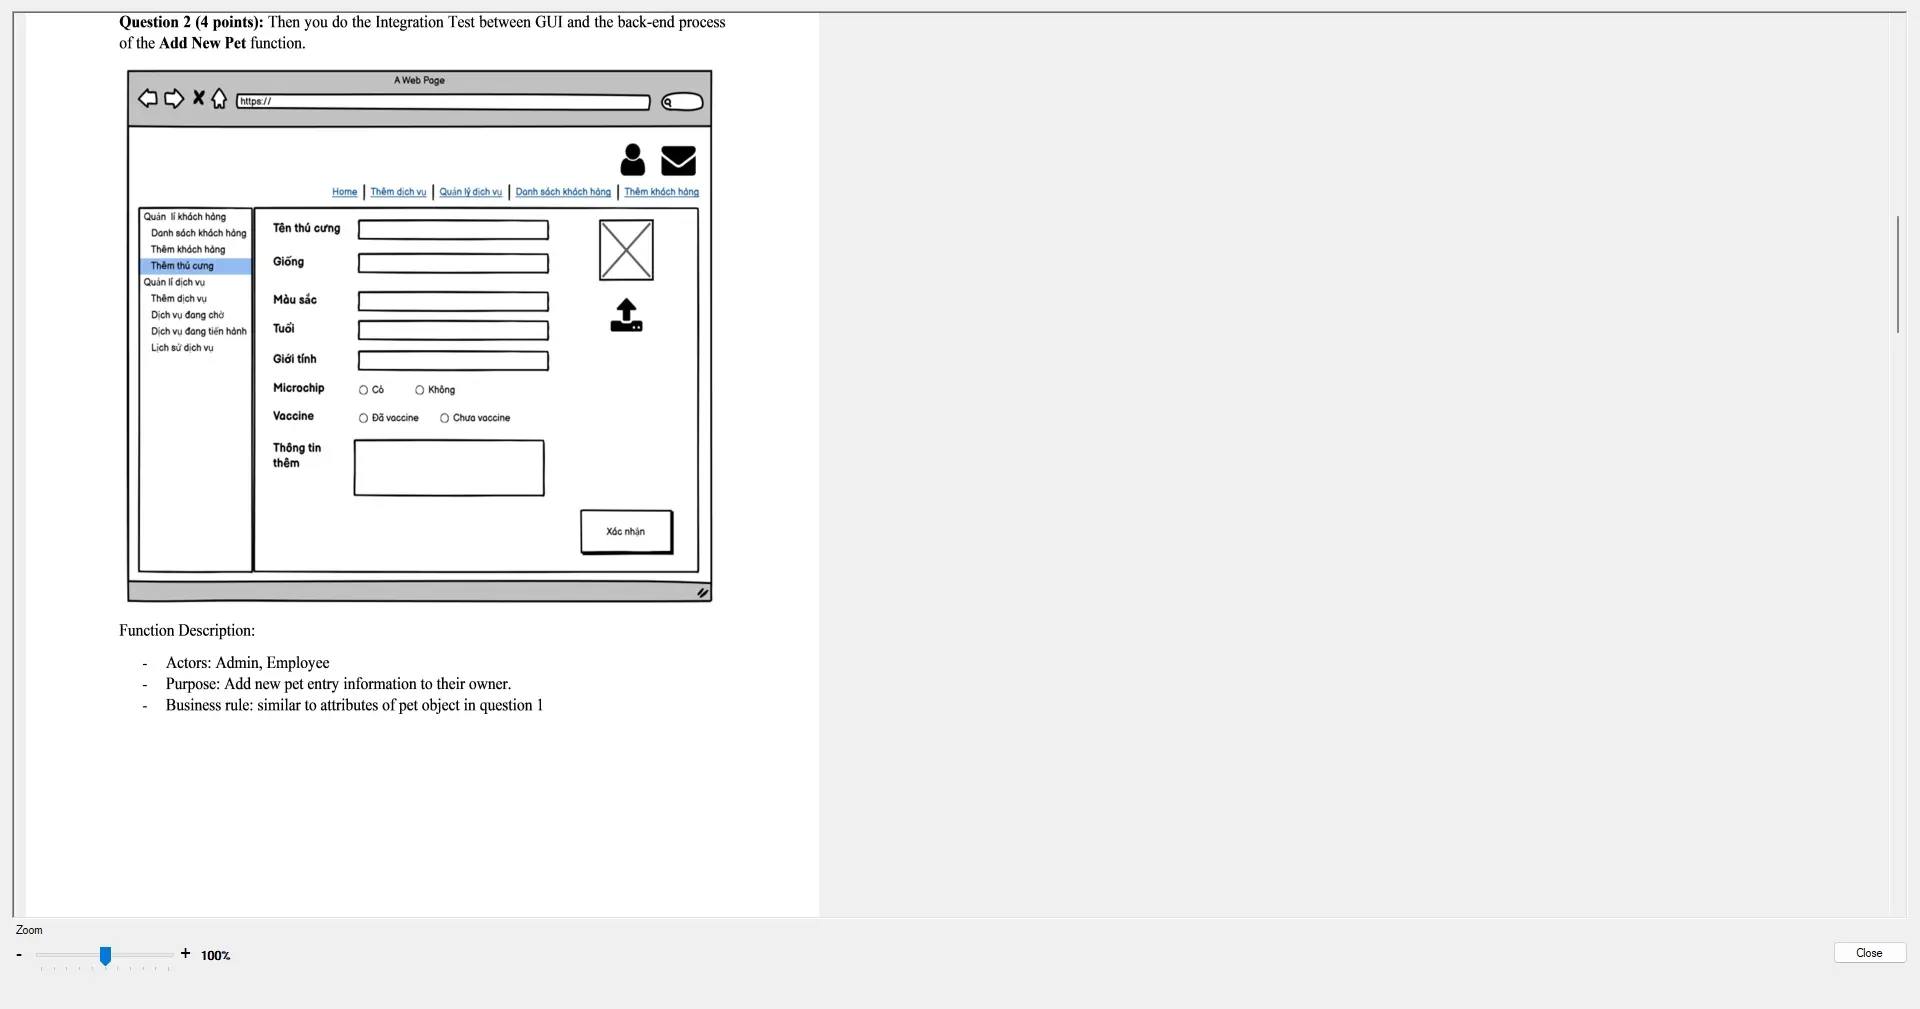 Question 2 (4 points): Then you do the Integration Test between GUI and the back-end process
of the Add New Pet function.
A Web Page
https://
Home
Thêm dịch vụ
Quản lý dịch vụ
Danh sách khách hàng
Thêm khách hàng
Quản lí khách hàng
Danh sách khách hàng
Thêm khách hàng
Thêm thú cưng
Quản lí dịch vụ
Thêm dịch vụ
Dịch vụ đang chờ
Dịch vụ đang tiến hành
Lịch sử dịch vụ
Tên thú cưng
Giống
Màu sắc
Tuổi
Giới tính
Microchip
Có
Không
Vaccine
Đã vaccine
Chưa vaccine
Thông tin
thêm
Xác nhận
Function Description:
- Actors: Admin, Employee
- Purpose: Add new pet entry information to their owner.
- Business rule: similar to attributes of pet object in question 1
Zoom
- + 100%
Close